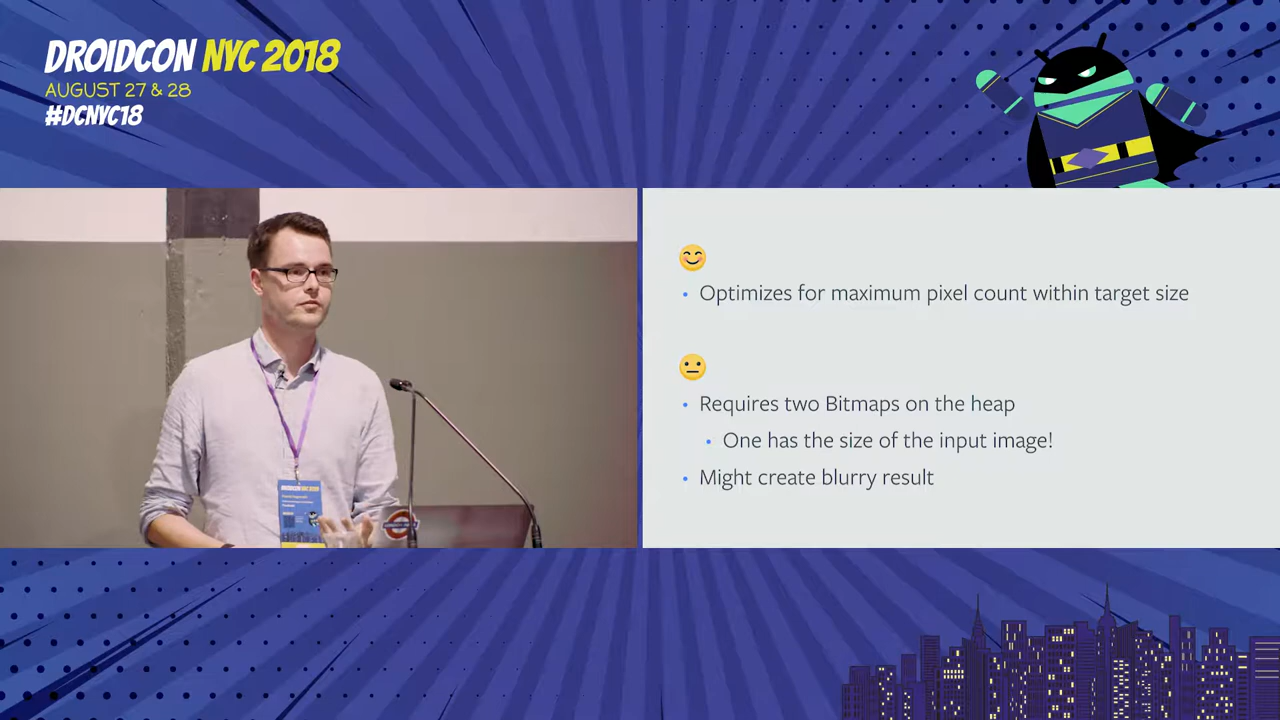 DROIDCON NYC 2018
AUGUST 27 & 28
#DCNYC18
• Optimizes for maximum pixel count within target size
• Requires two Bitmaps on the heap
• One has the size of the input image!
• Might create blurry result